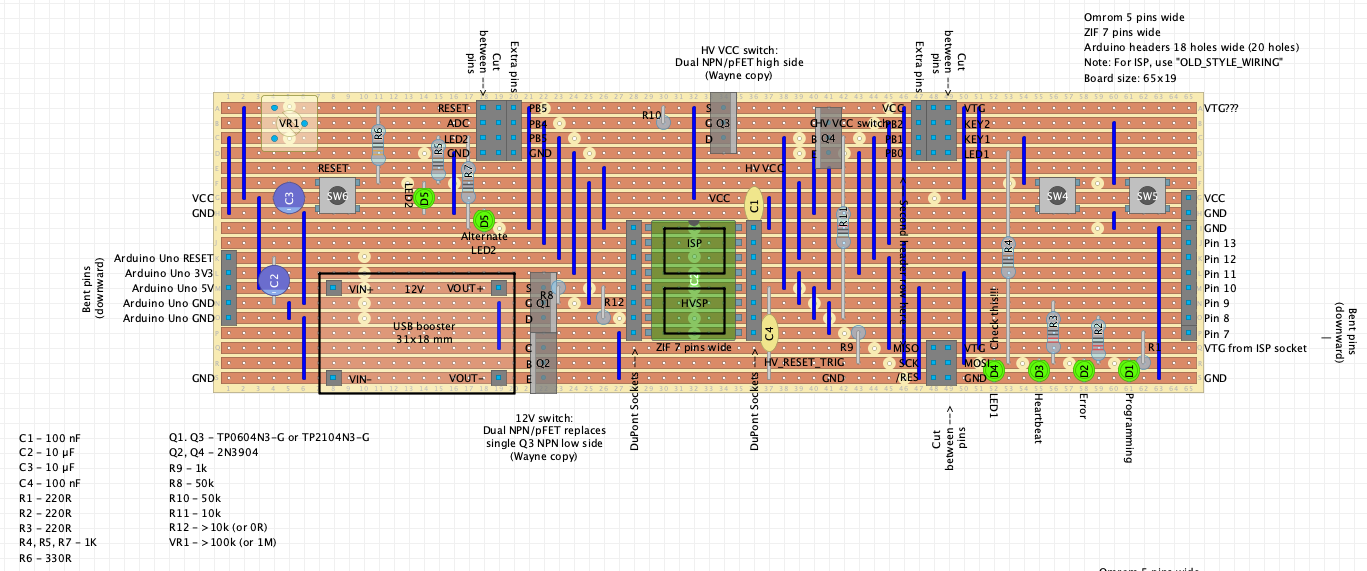 Omrom 5 pins wide
ZIF 7 pins wide
Arduino headers 18 holes wide (20 holes)
Note: For ISP, use "OLD_STYLE_WIRING"
Board size: 65x19
Cut
between -->
pins
Extra pins
HV VCC switch:
Dual NPN/pFET high side
(Wayne copy)
Extra pins
Cut
between -->
pins
VR1
R6
RESET
ADC
LED2
GND
PB5
PB4
PB5
GND
R10
S
G
D
Q3
HV VCC switch
B
E
Q4
VCC
PB2
PB1
PB0
VTG
KEY2
KEY1
LED1
VTG???
R5
R7
RESET
SW6
C3
LED2
D5
D5
Alternate
LED2
HV VCC
VCC
C1
R11
Second header row here -->
SW4
SW5
VCC
GND
VCC
GND
GND
Pin 13
Pin 12
Pin 11
Pin 10
Pin 9
Pin 8
Pin 7
VTG from ISP socket
GND
Bent pins
(downward)
Arduino Uno RESET
Arduino Uno 3V3
Arduino Uno 5V
Arduino Uno GND
Arduino Uno GND
GND
Bent pins
(downward)
C2
VIN+
12V
VOUT+
USB booster
31x18 mm
VIN-
VOUT-
S
G
D
Q1
R8
C
B
E
Q2
R12
ISP
C2
HVSP
ZIF 7 pins wide
DuPont Sockets -->
DuPont Sockets -->
C4
HV_RESET_TRIG
R9
GND
MISO
SCK
/RES
VTG
MOSI
GND
R4
Check this!!!
R3
R2
D4
D3
D2
D1
LED1
Heartbeat
Error
Programming
Cut
between -->
pins
12V switch:
Dual NPN/pFET replaces
single Q3 NPN low side
(Wayne copy)
C1 - 100 nF
C2 - 10 µF
C3 - 10 µF
C4 - 100 nF
R1 - 220R
R2 - 220R
R3 - 220R
R4, R5, R7 - 1K
R6 - 330R
Q1. Q3 - TP0604N3-G or TP2104N3-G
Q2, Q4 - 2N3904
R9 - 1k
R8 - 50k
R10 - 50k
R11 - 10k
R12 - >10k (or 0R)
VR1 - >100k (or 1M)